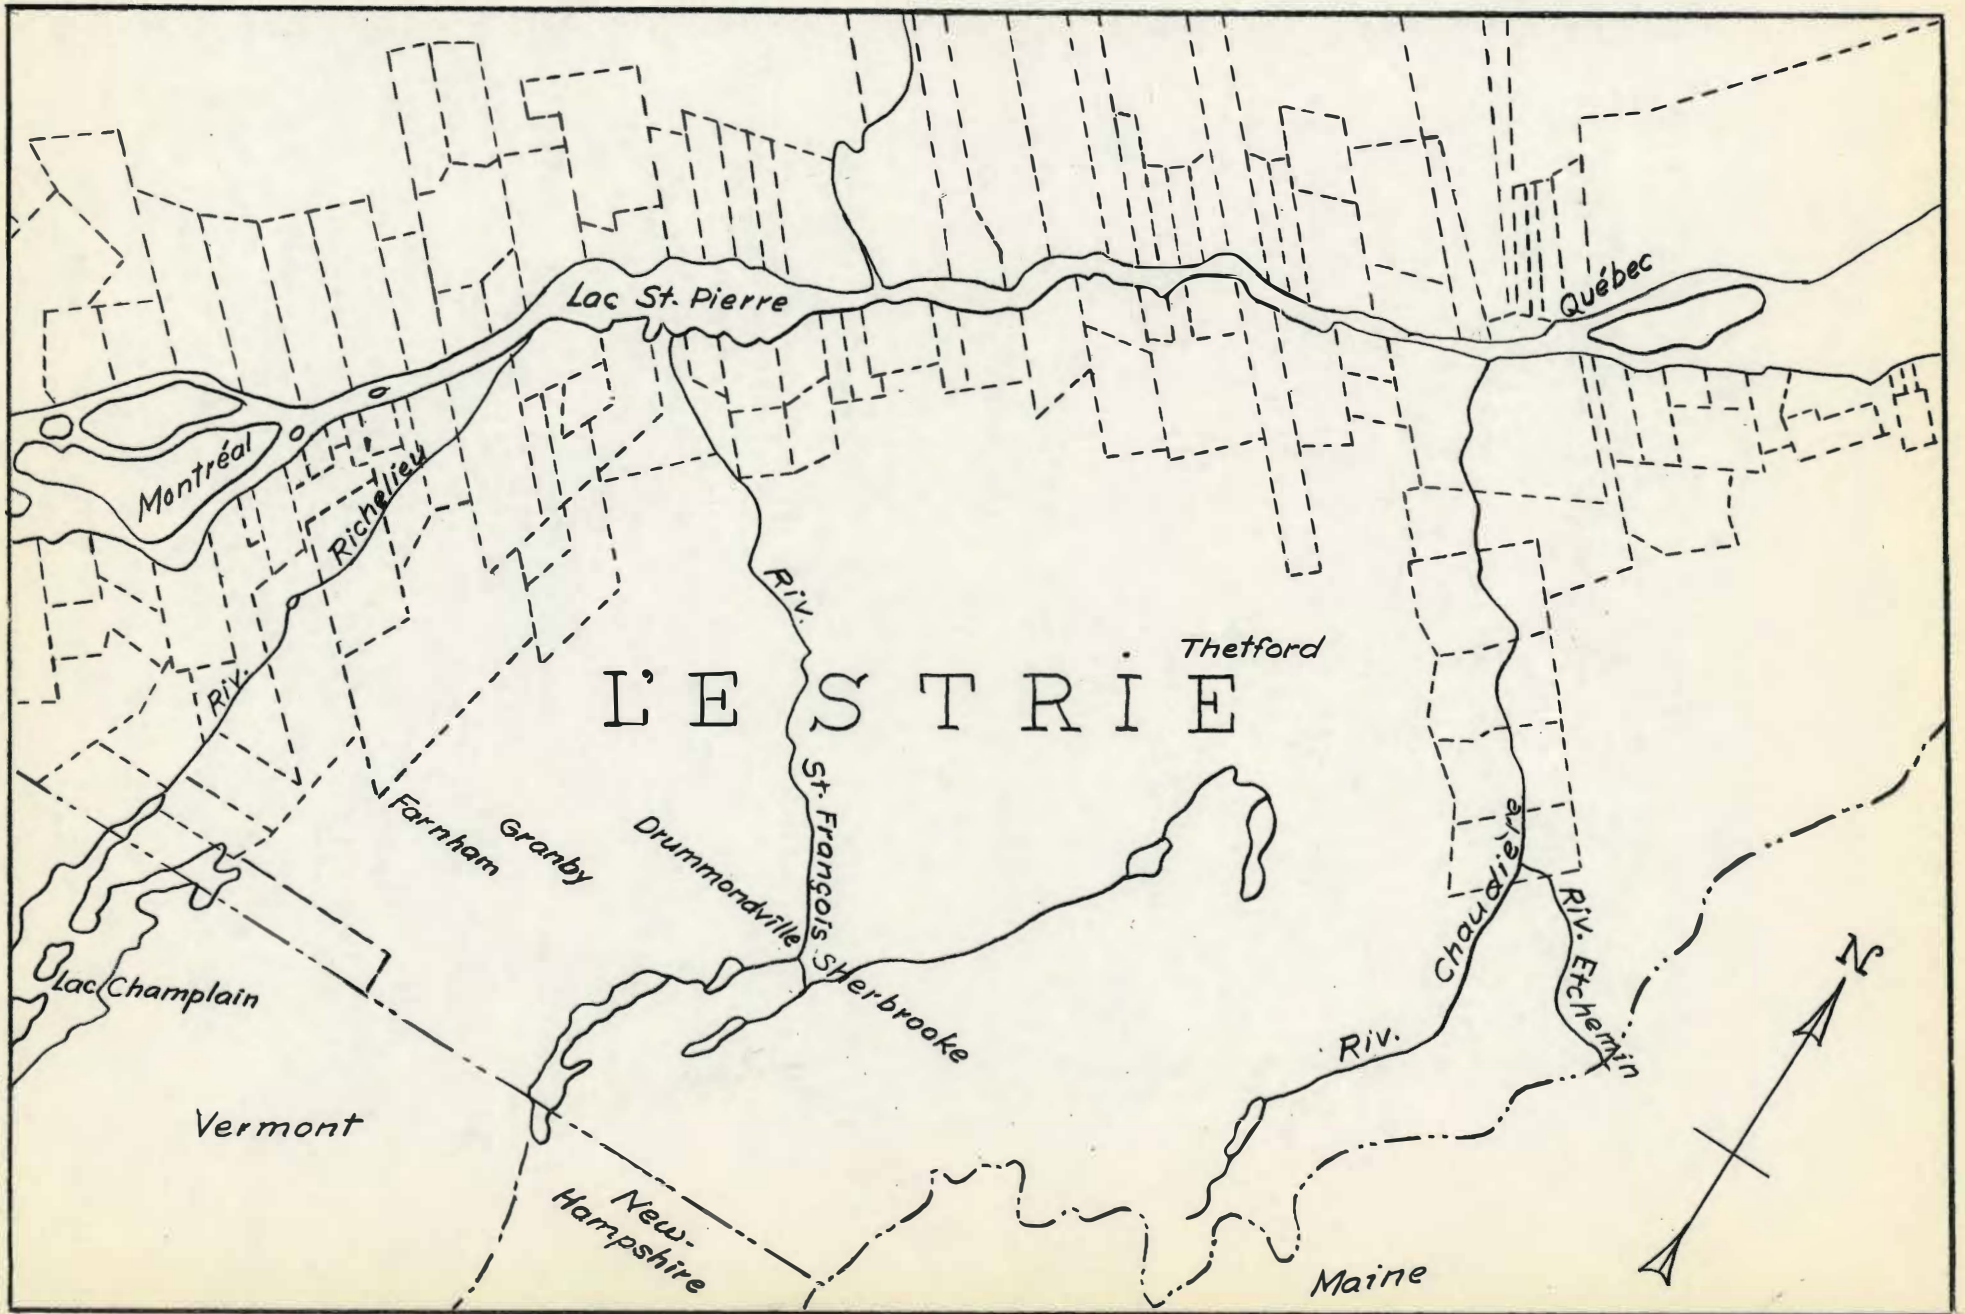 Québec
Lac St. Pierre
Montréal
Riv. Richelieu
Riv. St. François
Thetford
L'ESTRIE
Farnham
Granby
Drummondville
Sherbrooke
Riv. Chaudière
Riv. Etchemin
Lac Champlain
N
Vermont
New-
Hampshire
Maine